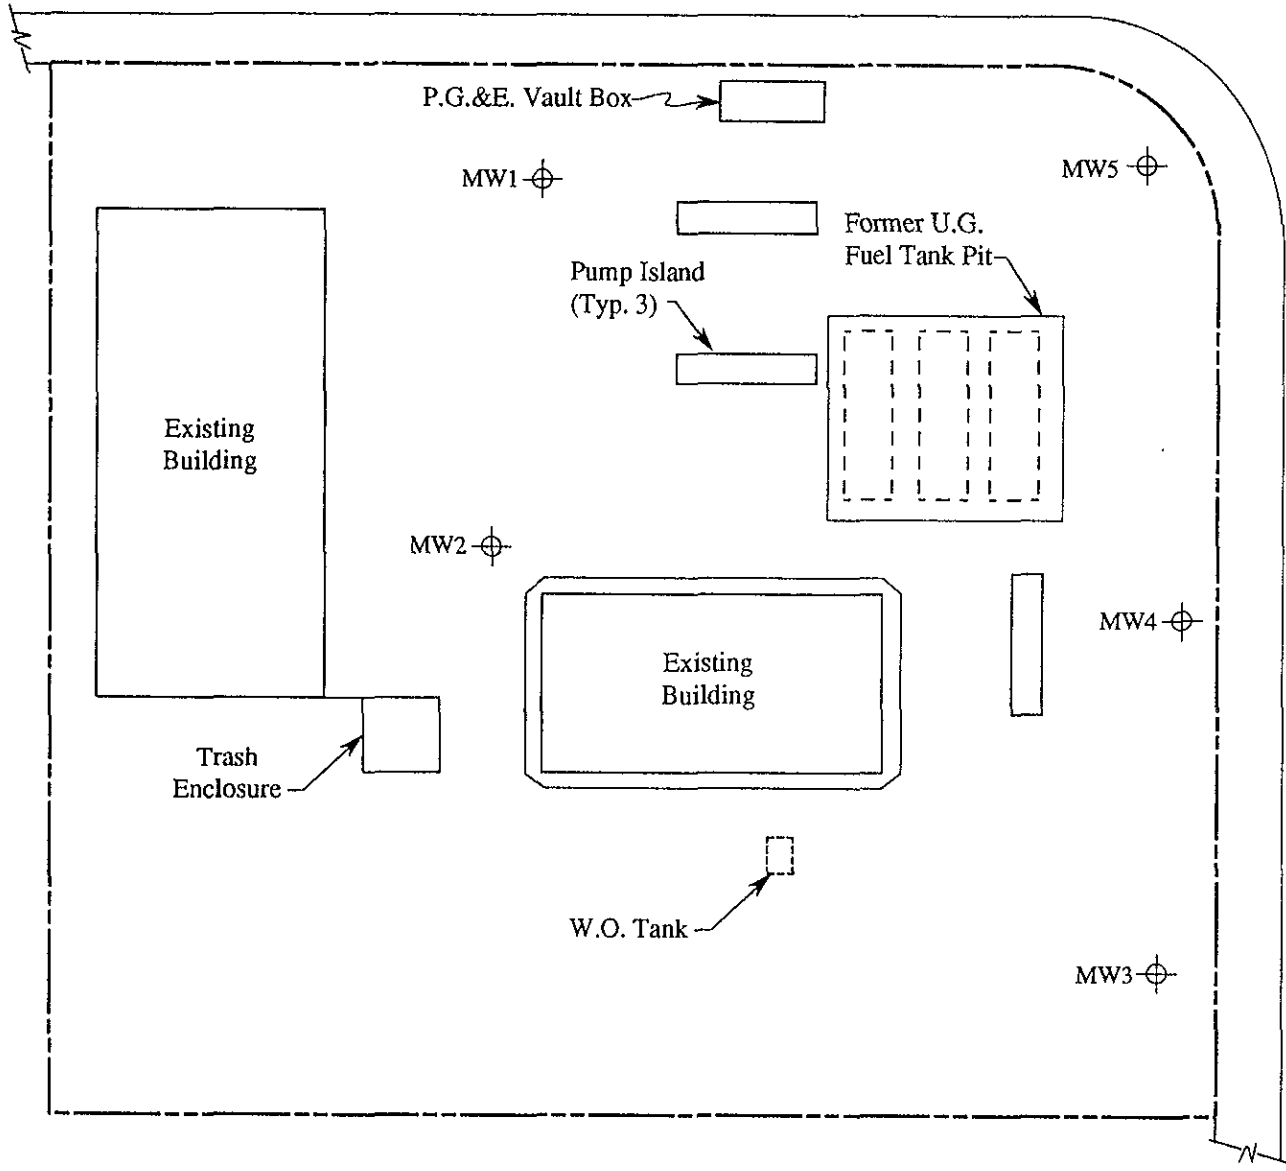 P.G.&E. Vault Box
MW1
MW5
Former U.G.
Fuel Tank Pit
Pump Island
(Typ. 3)
Existing
Building
MW2
MW4
Existing
Building
Trash
Enclosure
W.O. Tank
MW3